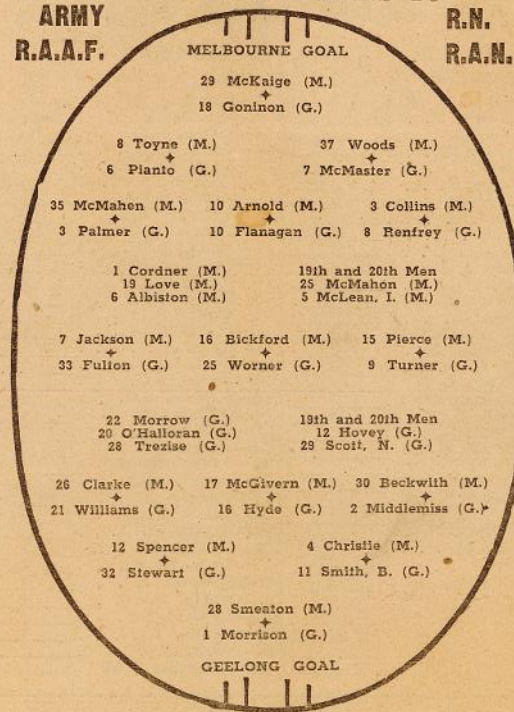 ARMY R.N.
R.A.A.F. R.A.N.
MELBOURNE GOAL
29 McKaige (M.)
18 Goninon (G.)
8 Toyne (M.) 37 Woods (M.)
6 Pianto (G.) 7 McMaster (G.)
35 McMahen (M.) 10 Arnold (M.) 3 Collins (M.)
3 Palmer (G.) 10 Flanagan (G.) 8 Renfrey (G.)
1 Cordner (M.) 19th and 20th Men
19 Love (M.) 25 McMahon (M.)
6 Albiston (M.) 5 McLean, I. (M.)
7 Jackson (M.) 16 Bickford (M.) 15 Pierce (M.)
33 Fulton (G.) 25 Worner (G.) 9 Turner (G.)
22 Morrow (G.) 19th and 20th Men
20 O'Halloran (G.) 12 Hovey (G.)
28 Trezise (G.) 29 Scott, N. (G.)
26 Clarke (M.) 17 McGivern (M.) 30 Beckwith (M.)
21 Williams (G.) 16 Hyde (G.) 2 Middlemiss (G.)
12 Spencer (M.) 4 Christie (M.)
32 Stewart (G.) 11 Smith, B. (G.)
28 Smeaton (M.)
1 Morrison (G.)
GEELONG GOAL